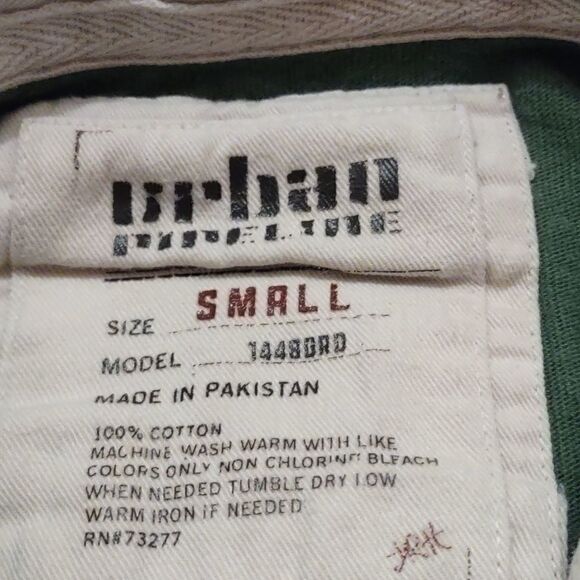 urban
PIPELINE
SIZE SMALL
MODEL 14480RD
MADE IN PAKISTAN
100% COTTON
MACHINE WASH WARM WITH LIKE
COLORS ONLY NON CHLORINE BLEACH
WHEN NEEDED TUMBLE DRY LOW
WARM IRON IF NEEDED
RN#73277